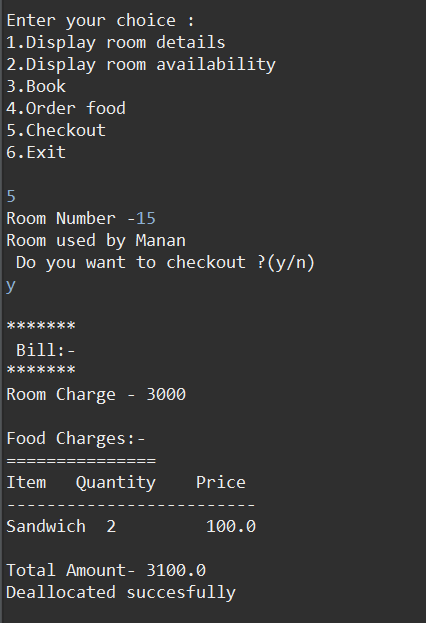 Enter your choice :
1.Display room details
2.Display room availability
3.Book
4.Order food
5.Checkout
6.Exit
5
Room Number -15
Room used by Manan
Do you want to checkout ?(y/n)
y
*******
Bill:-
*******
Room Charge - 3000
Food Charges:-
===============
Item   Quantity    Price
-------------------------
Sandwich  2         100.0
Total Amount- 3100.0
Deallocated succesfully